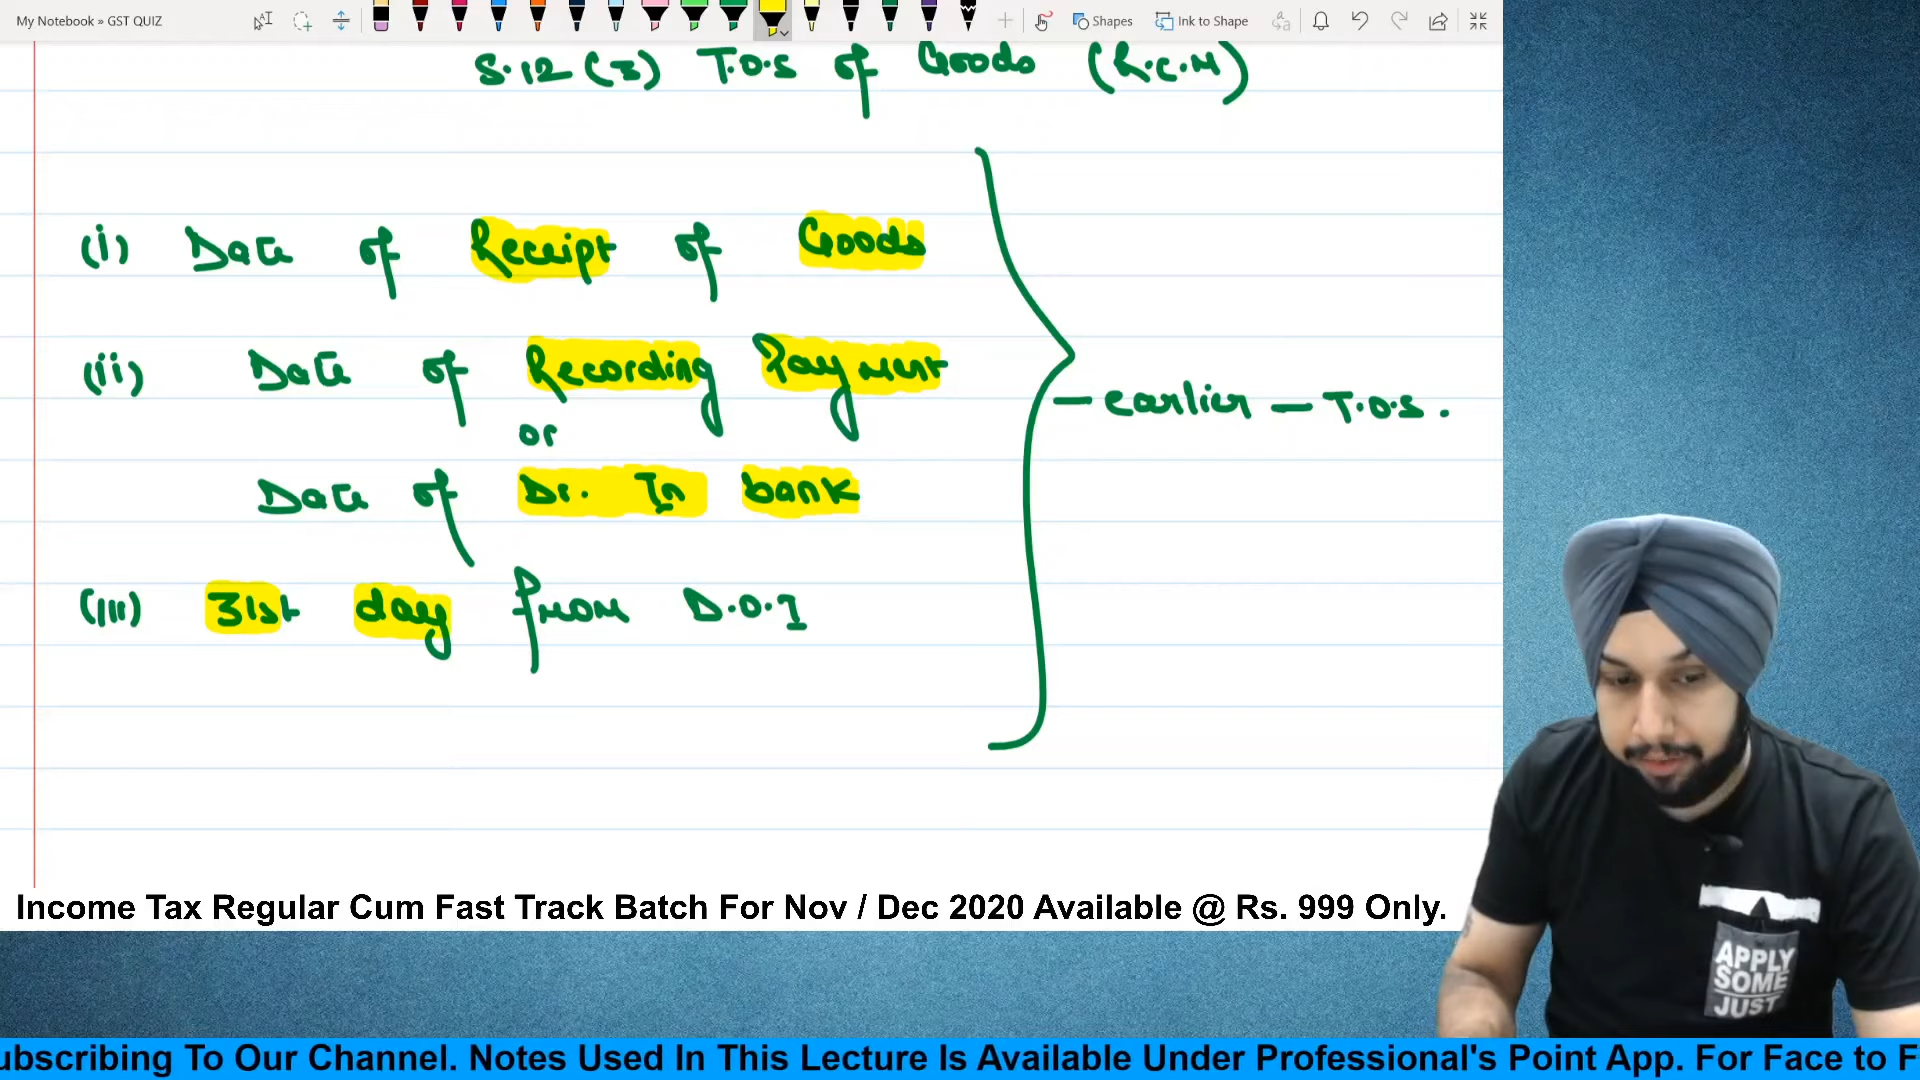 My Notebook » GST QUIZ
Shapes
Ink to Shape
S.12 (3) T.O.S of Goods (R.C.M)
(i) Date of Receipt of Goods
(ii) Date of Recording Payment
or
Date of Dr. In bank
— earlier — T.O.S.
(iii) 31st day from D.O.I
Income Tax Regular Cum Fast Track Batch For Nov / Dec 2020 Available @ Rs. 999 Only.
APPLY
SOME
JUST
ubscribing To Our Channel. Notes Used In This Lecture Is Available Under Professional's Point App. For Face to F